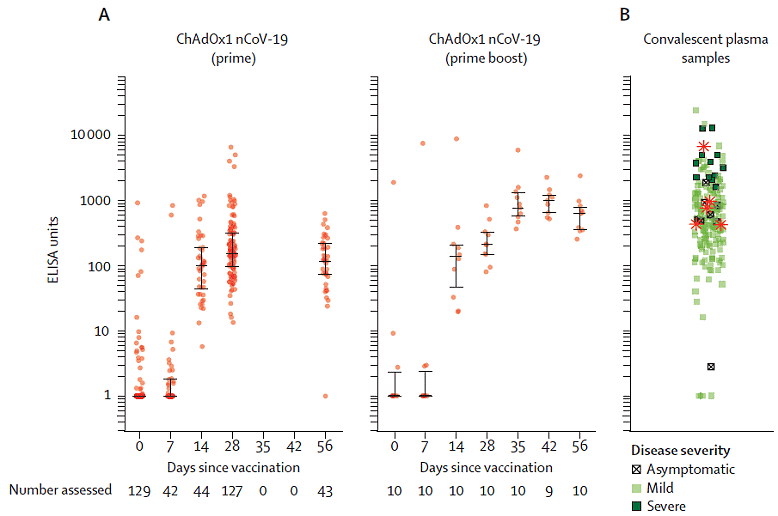 A
ChAdOx1 nCoV-19
(prime)
ChAdOx1 nCoV-19
(prime boost)
B
Convalescent plasma
samples
ELISA units
10 000
1000
100
10
1
0 7 14 28 35 42 56
Days since vaccination
0 7 14 28 35 42 56
Days since vaccination
Number assessed 129 42 44 127 0 0 43 10 10 10 10 10 9 10
Disease severity
Asymptomatic
Mild
Severe